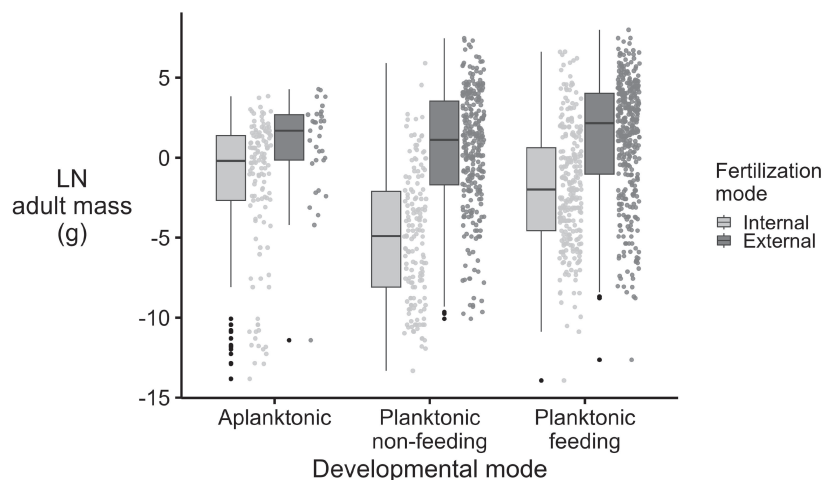 5
0
-5
-10
-15
LN
adult mass
(g)
Aplanktonic
Planktonic
non-feeding
Planktonic
feeding
Developmental mode
Fertilization
mode
Internal
External